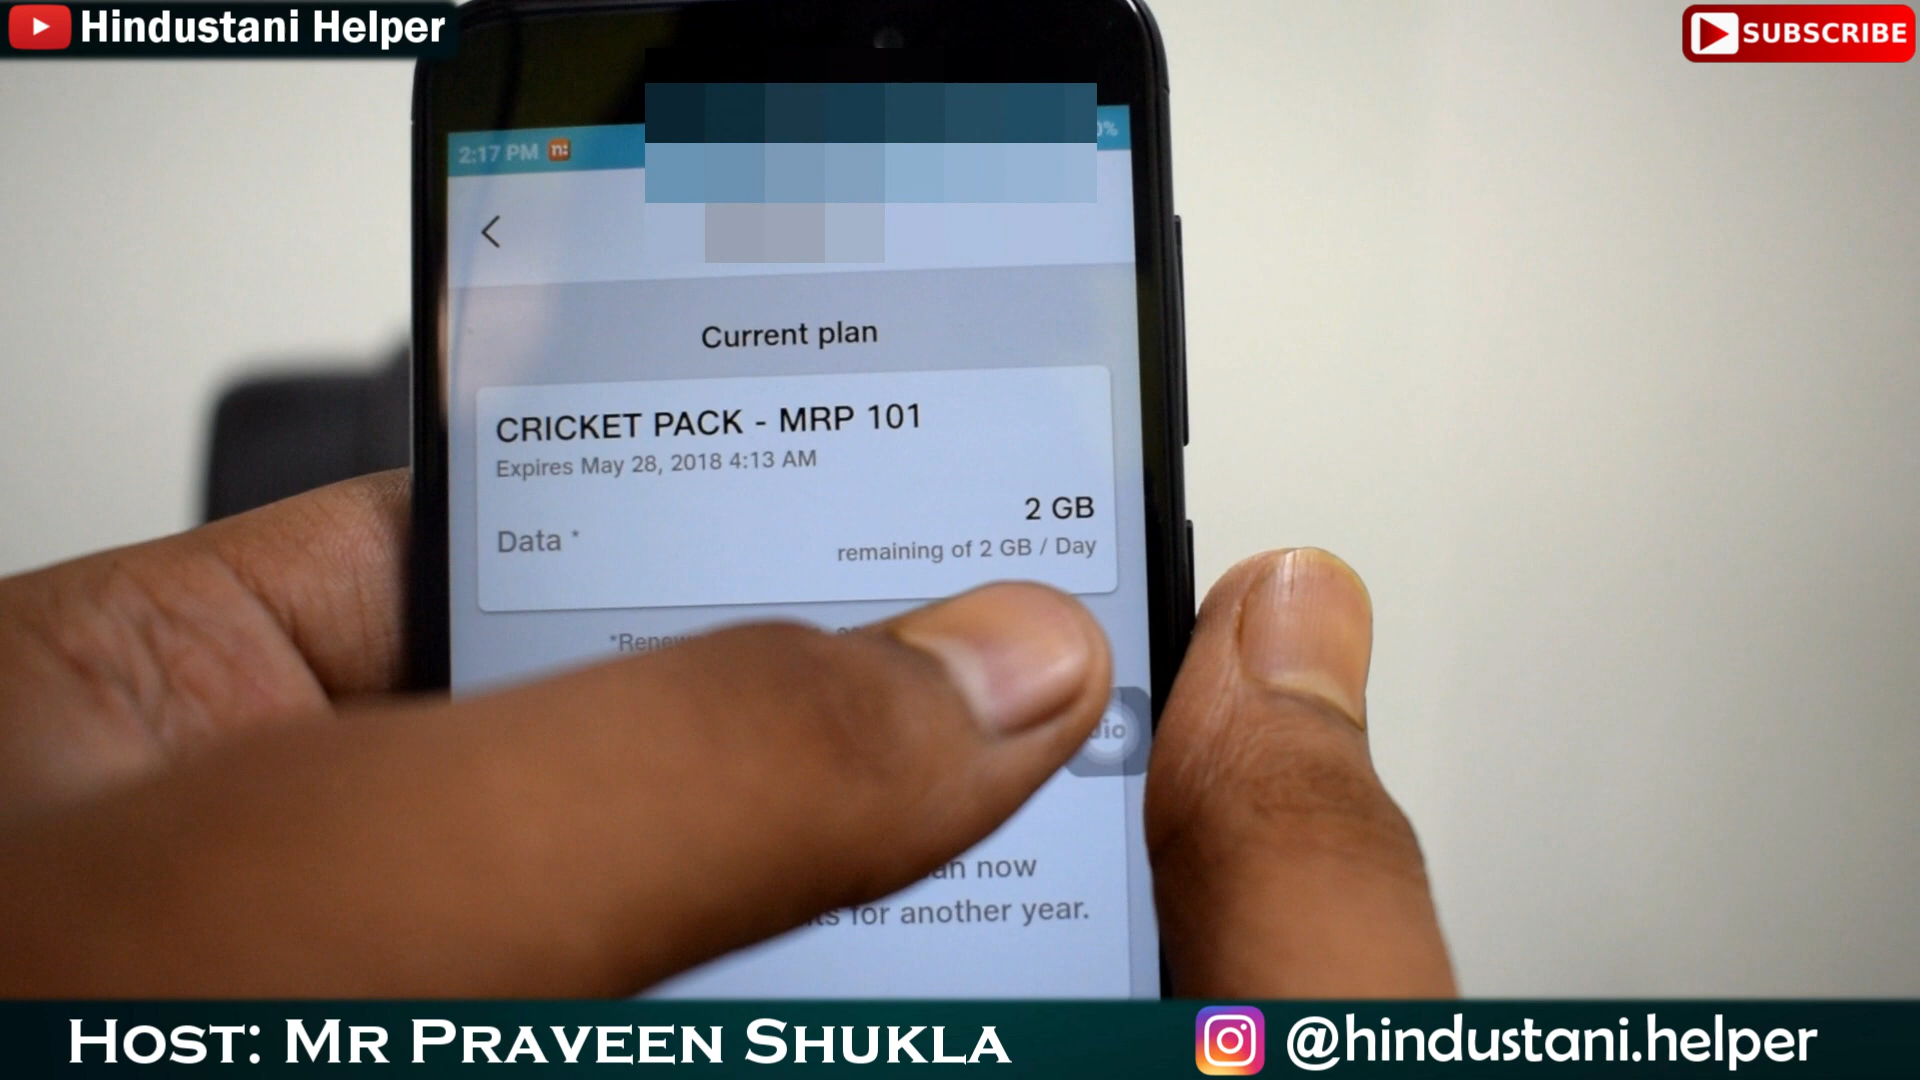 Hindustani Helper
SUBSCRIBE
2:17 PM n:
Current plan
CRICKET PACK - MRP 101
Expires May 28, 2018 4:13 AM
2 GB
Data *
remaining of 2 GB / Day
now
for another year.
HOST: MR PRAVEEN SHUKLA
@hindustani.helper